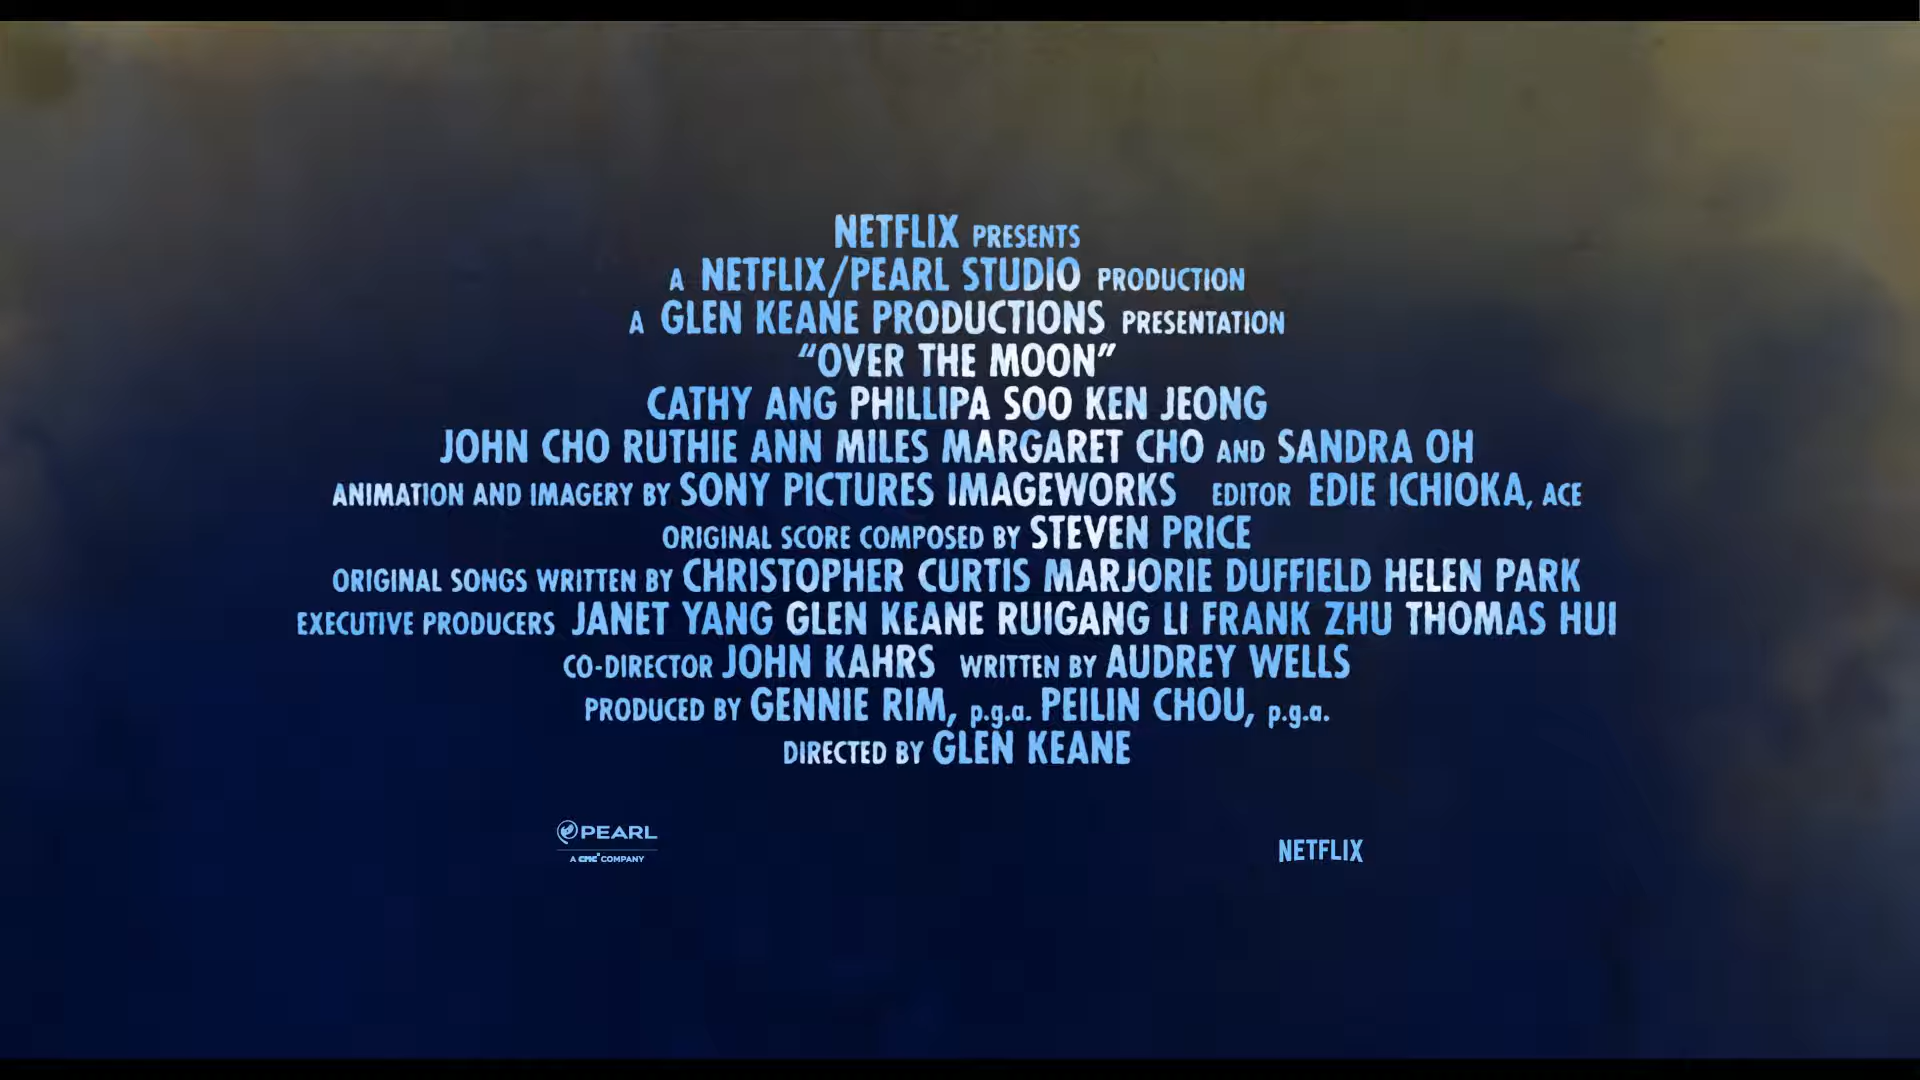 NETFLIX PRESENTS
A NETFLIX/PEARL STUDIO PRODUCTION
A GLEN KEANE PRODUCTIONS PRESENTATION
“OVER THE MOON”
CATHY ANG PHILLIPA SOO KEN JEONG
JOHN CHO RUTHIE ANN MILES MARGARET CHO AND SANDRA OH
ANIMATION AND IMAGERY BY SONY PICTURES IMAGEWORKS EDITOR EDIE ICHIOKA, ACE
ORIGINAL SCORE COMPOSED BY STEVEN PRICE
ORIGINAL SONGS WRITTEN BY CHRISTOPHER CURTIS MARJORIE DUFFIELD HELEN PARK
EXECUTIVE PRODUCERS JANET YANG GLEN KEANE RUIGANG LI FRANK ZHU THOMAS HUI
CO-DIRECTOR JOHN KAHRS WRITTEN BY AUDREY WELLS
PRODUCED BY GENNIE RIM, p.g.a. PEILIN CHOU, p.g.a.
DIRECTED BY GLEN KEANE
PEARL
A CMC COMPANY
NETFLIX